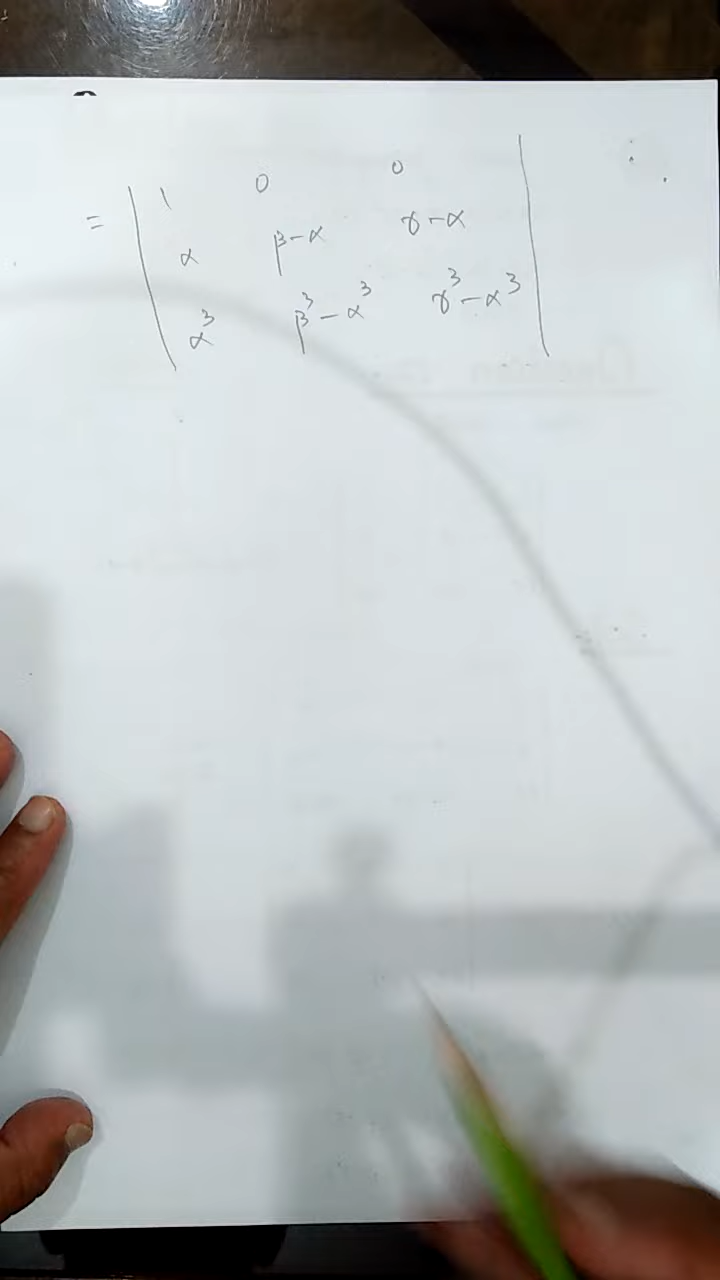 = | 1 0 0 |
| α β-α γ-α |
| α³ β³-α³ γ³-α³ |